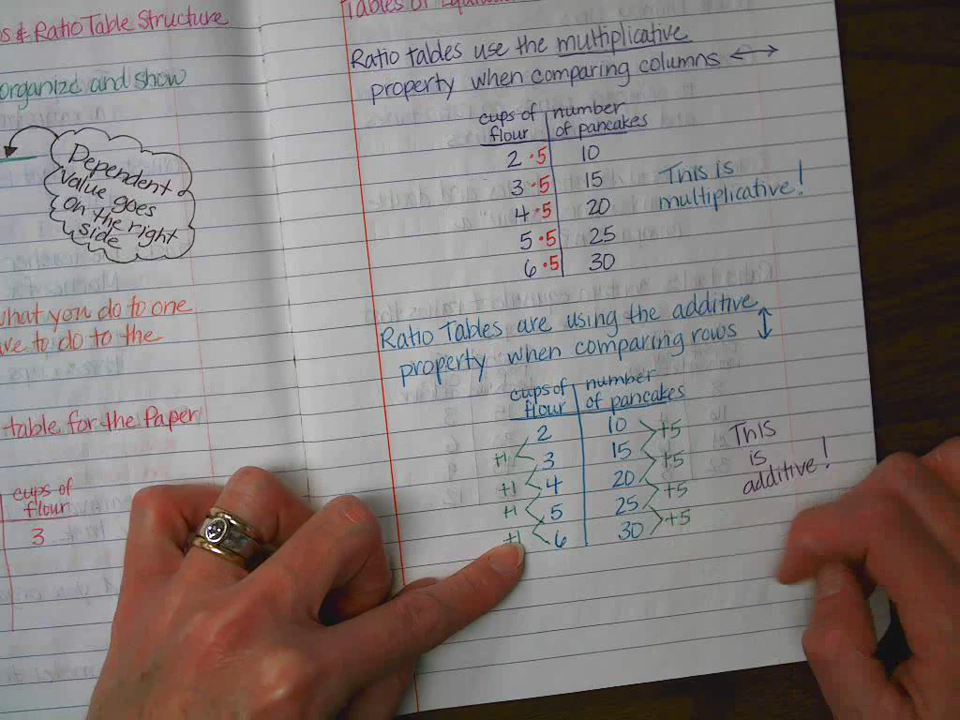 & Ratio Table Structure
organize and show
Dependent
value goes
on the right
side
what you do to one
to do to the
table for the Paper
cups of
flour
3
Tables of
Ratio tables use the multiplicative
property when comparing columns ↔
cups of flour | number of pancakes
2 •5 | 10
3 •5 | 15
4 •5 | 20
5 •5 | 25
6 •5 | 30
This is
multiplicative!
Ratio Tables are using the additive
property when comparing rows ↕
cups of flour | number of pancakes
2 | 10
+1 3 | 15 +5
+1 4 | 20 +5
+1 5 | 25 +5
+1 6 | 30 +5
This
is
additive!